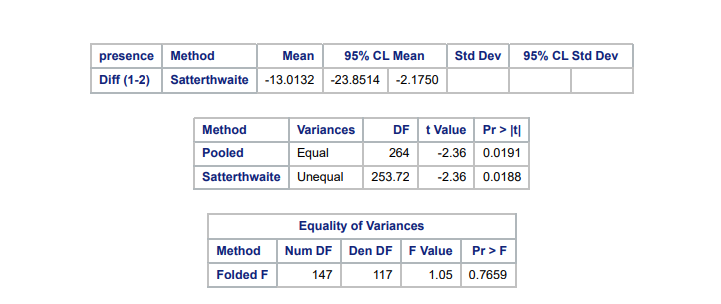 presence Method Mean 95% CL Mean Std Dev 95% CL Std Dev
Diff (1-2) Satterthwaite -13.0132 -23.8514 -2.1750
Method Variances DF t Value Pr > |t|
Pooled Equal 264 -2.36 0.0191
Satterthwaite Unequal 253.72 -2.36 0.0188
Equality of Variances
Method Num DF Den DF F Value Pr > F
Folded F 147 117 1.05 0.7659